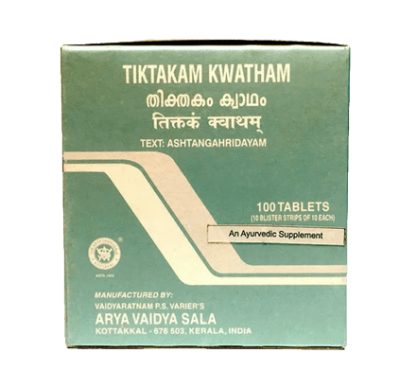 TIKTAKAM KWATHAM
തിക്തകം ക്വാഥം
तिक्तकं क्वाथम्
TEXT: ASHTANGAHRIDAYAM
100 TABLETS
(10 BLISTER STRIPS OF 10 EACH)
An Ayurvedic Supplement
MANUFACTURED BY:
VAIDYARATNAM P.S. VARIER'S
ARYA VAIDYA SALA
KOTTAKKAL - 676 503, KERALA, INDIA